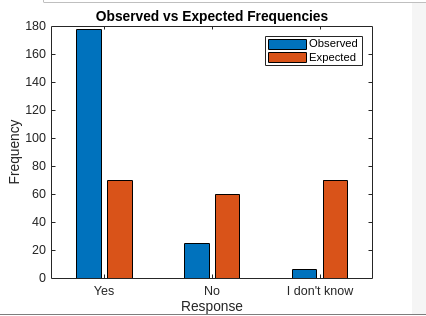 Observed vs Expected Frequencies
180
160
140
120
100
80
60
40
20
0
Frequency
Observed
Expected
Yes No I don't know
Response